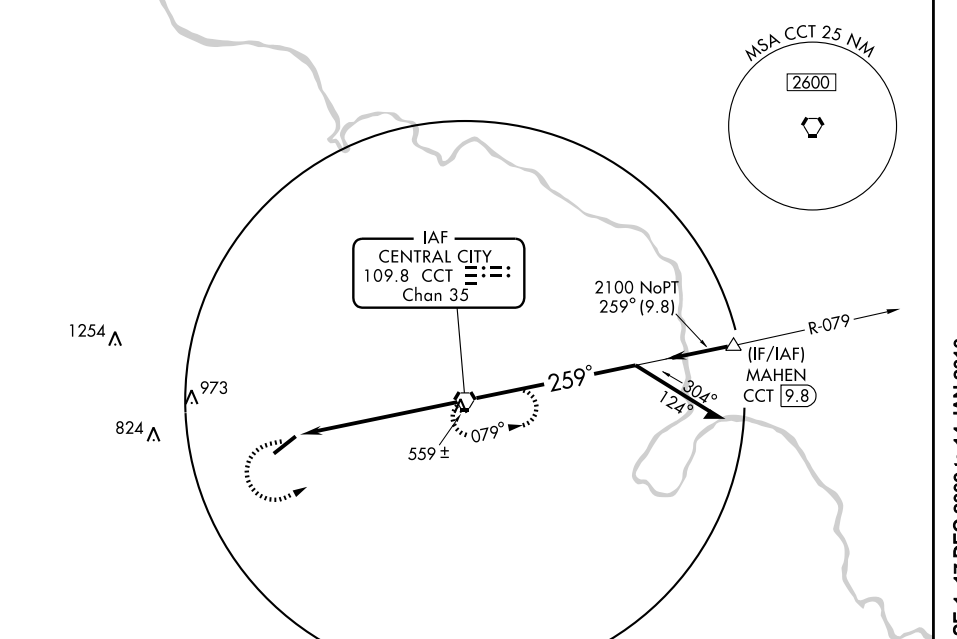 MSA CCT 25 NM
2600
IAF
CENTRAL CITY
109.8 CCT
Chan 35
2100 NoPT
259° (9.8)
R-079
(IF/IAF)
MAHEN
CCT 9.8
1254
973
824
259°
304°
124°
079°
559 ±